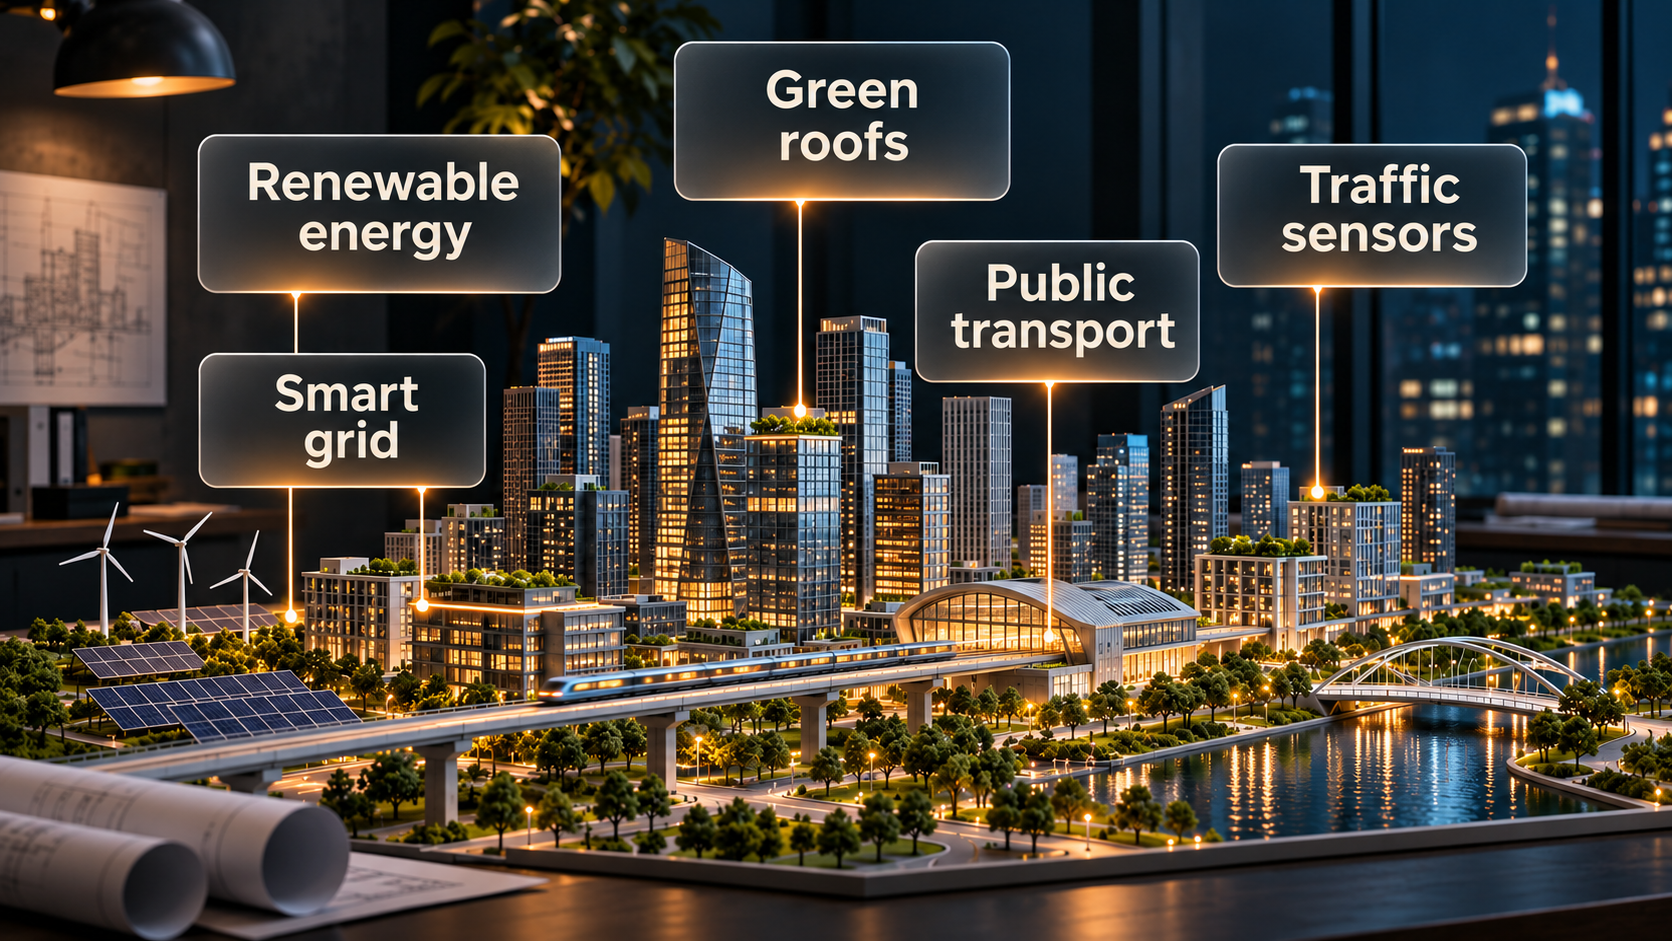 Renewable
energy
Green
roofs
Traffic
sensors
Public
transport
Smart
grid